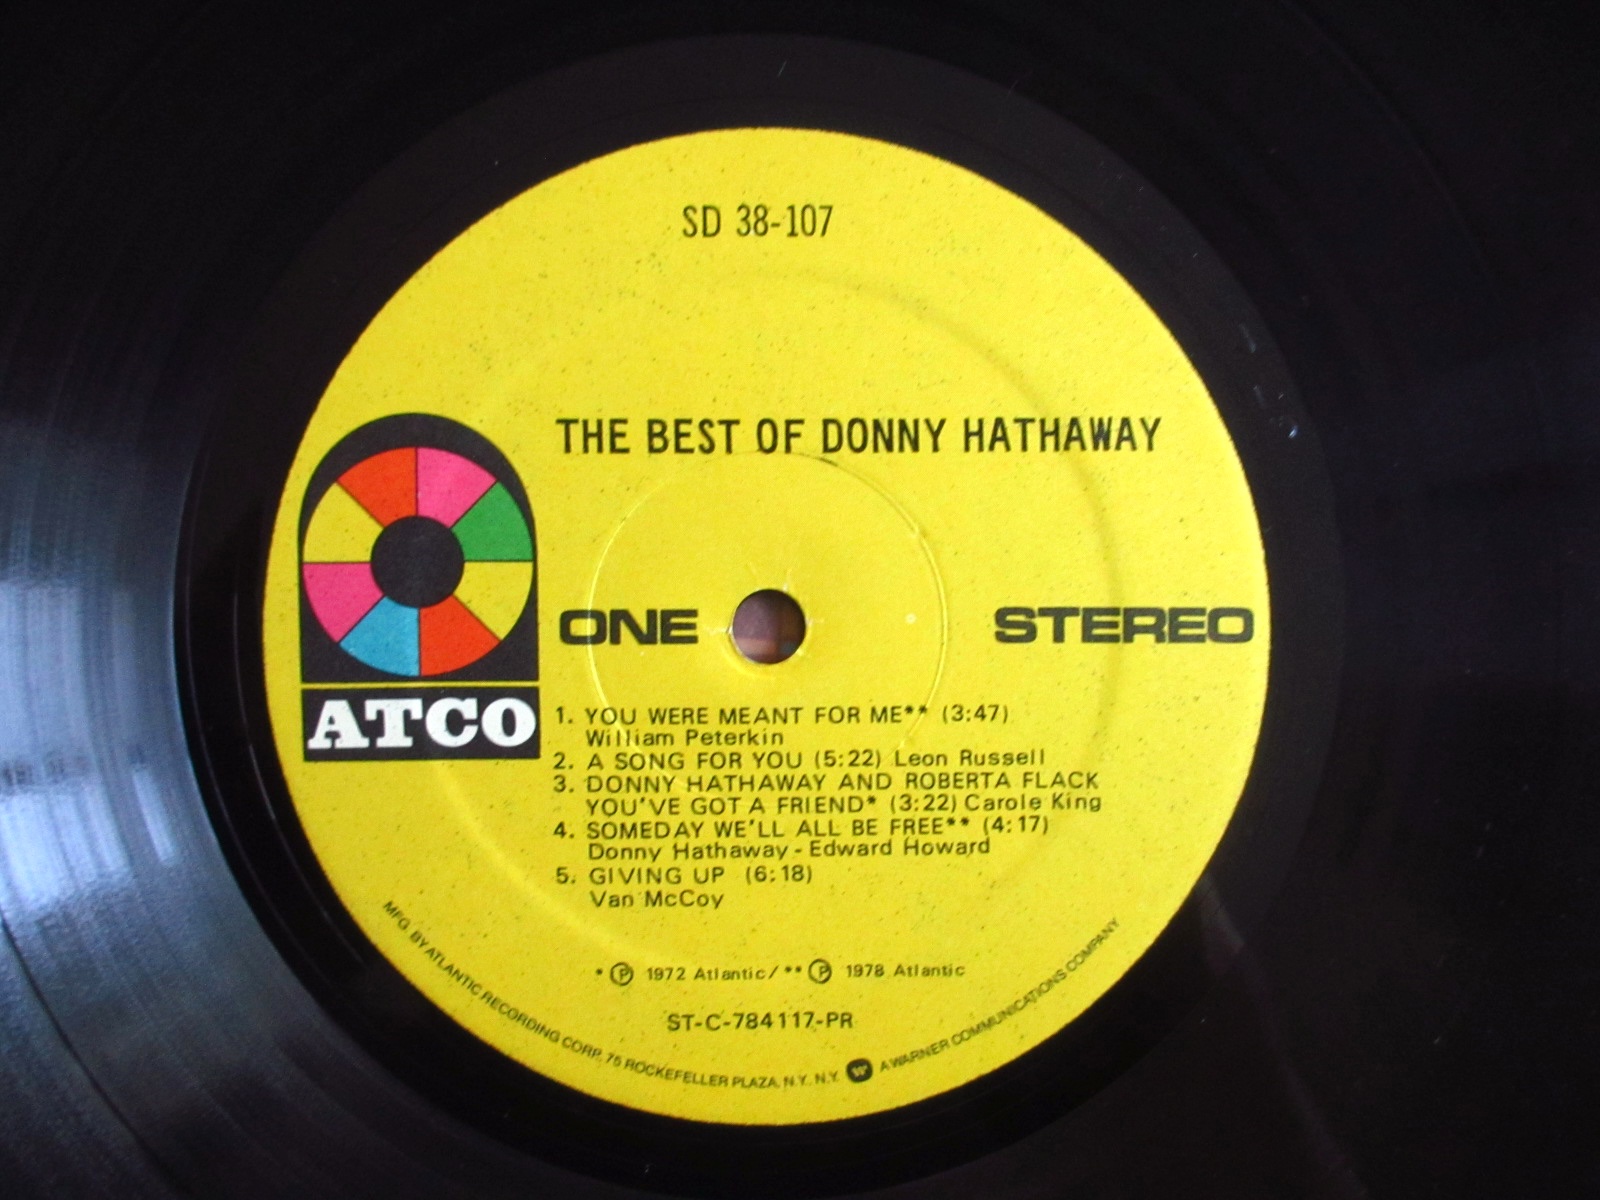 SD 38-107
THE BEST OF DONNY HATHAWAY
ONE
STEREO
ATCO
1. YOU WERE MEANT FOR ME** (3:47)
William Peterkin
2. A SONG FOR YOU (5:22) Leon Russell
3. DONNY HATHAWAY AND ROBERTA FLACK
YOU'VE GOT A FRIEND* (3:22) Carole King
4. SOMEDAY WE'LL ALL BE FREE** (4:17)
Donny Hathaway - Edward Howard
5. GIVING UP (6:18)
Van McCoy
* ℗ 1972 Atlantic/** ℗ 1978 Atlantic
ST-C-784117-PR
MFG. BY ATLANTIC RECORDING CORP., 75 ROCKEFELLER PLAZA, N.Y. N.Y. W A WARNER COMMUNICATIONS COMPANY